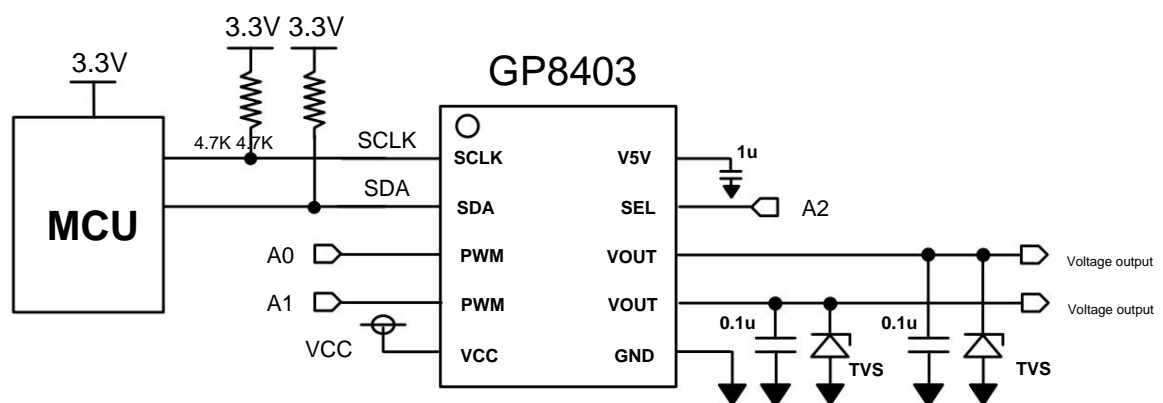 3.3V 3.3V
3.3V
GP8403
4.7K 4.7K
SCLK
SCLK
V5V
1u
SDA
SDA
SEL
A2
MCU
A0
PWM
VOUT
Voltage output
A1
PWM
VOUT
Voltage output
0.1u
0.1u
VCC
VCC
GND
TVS
TVS